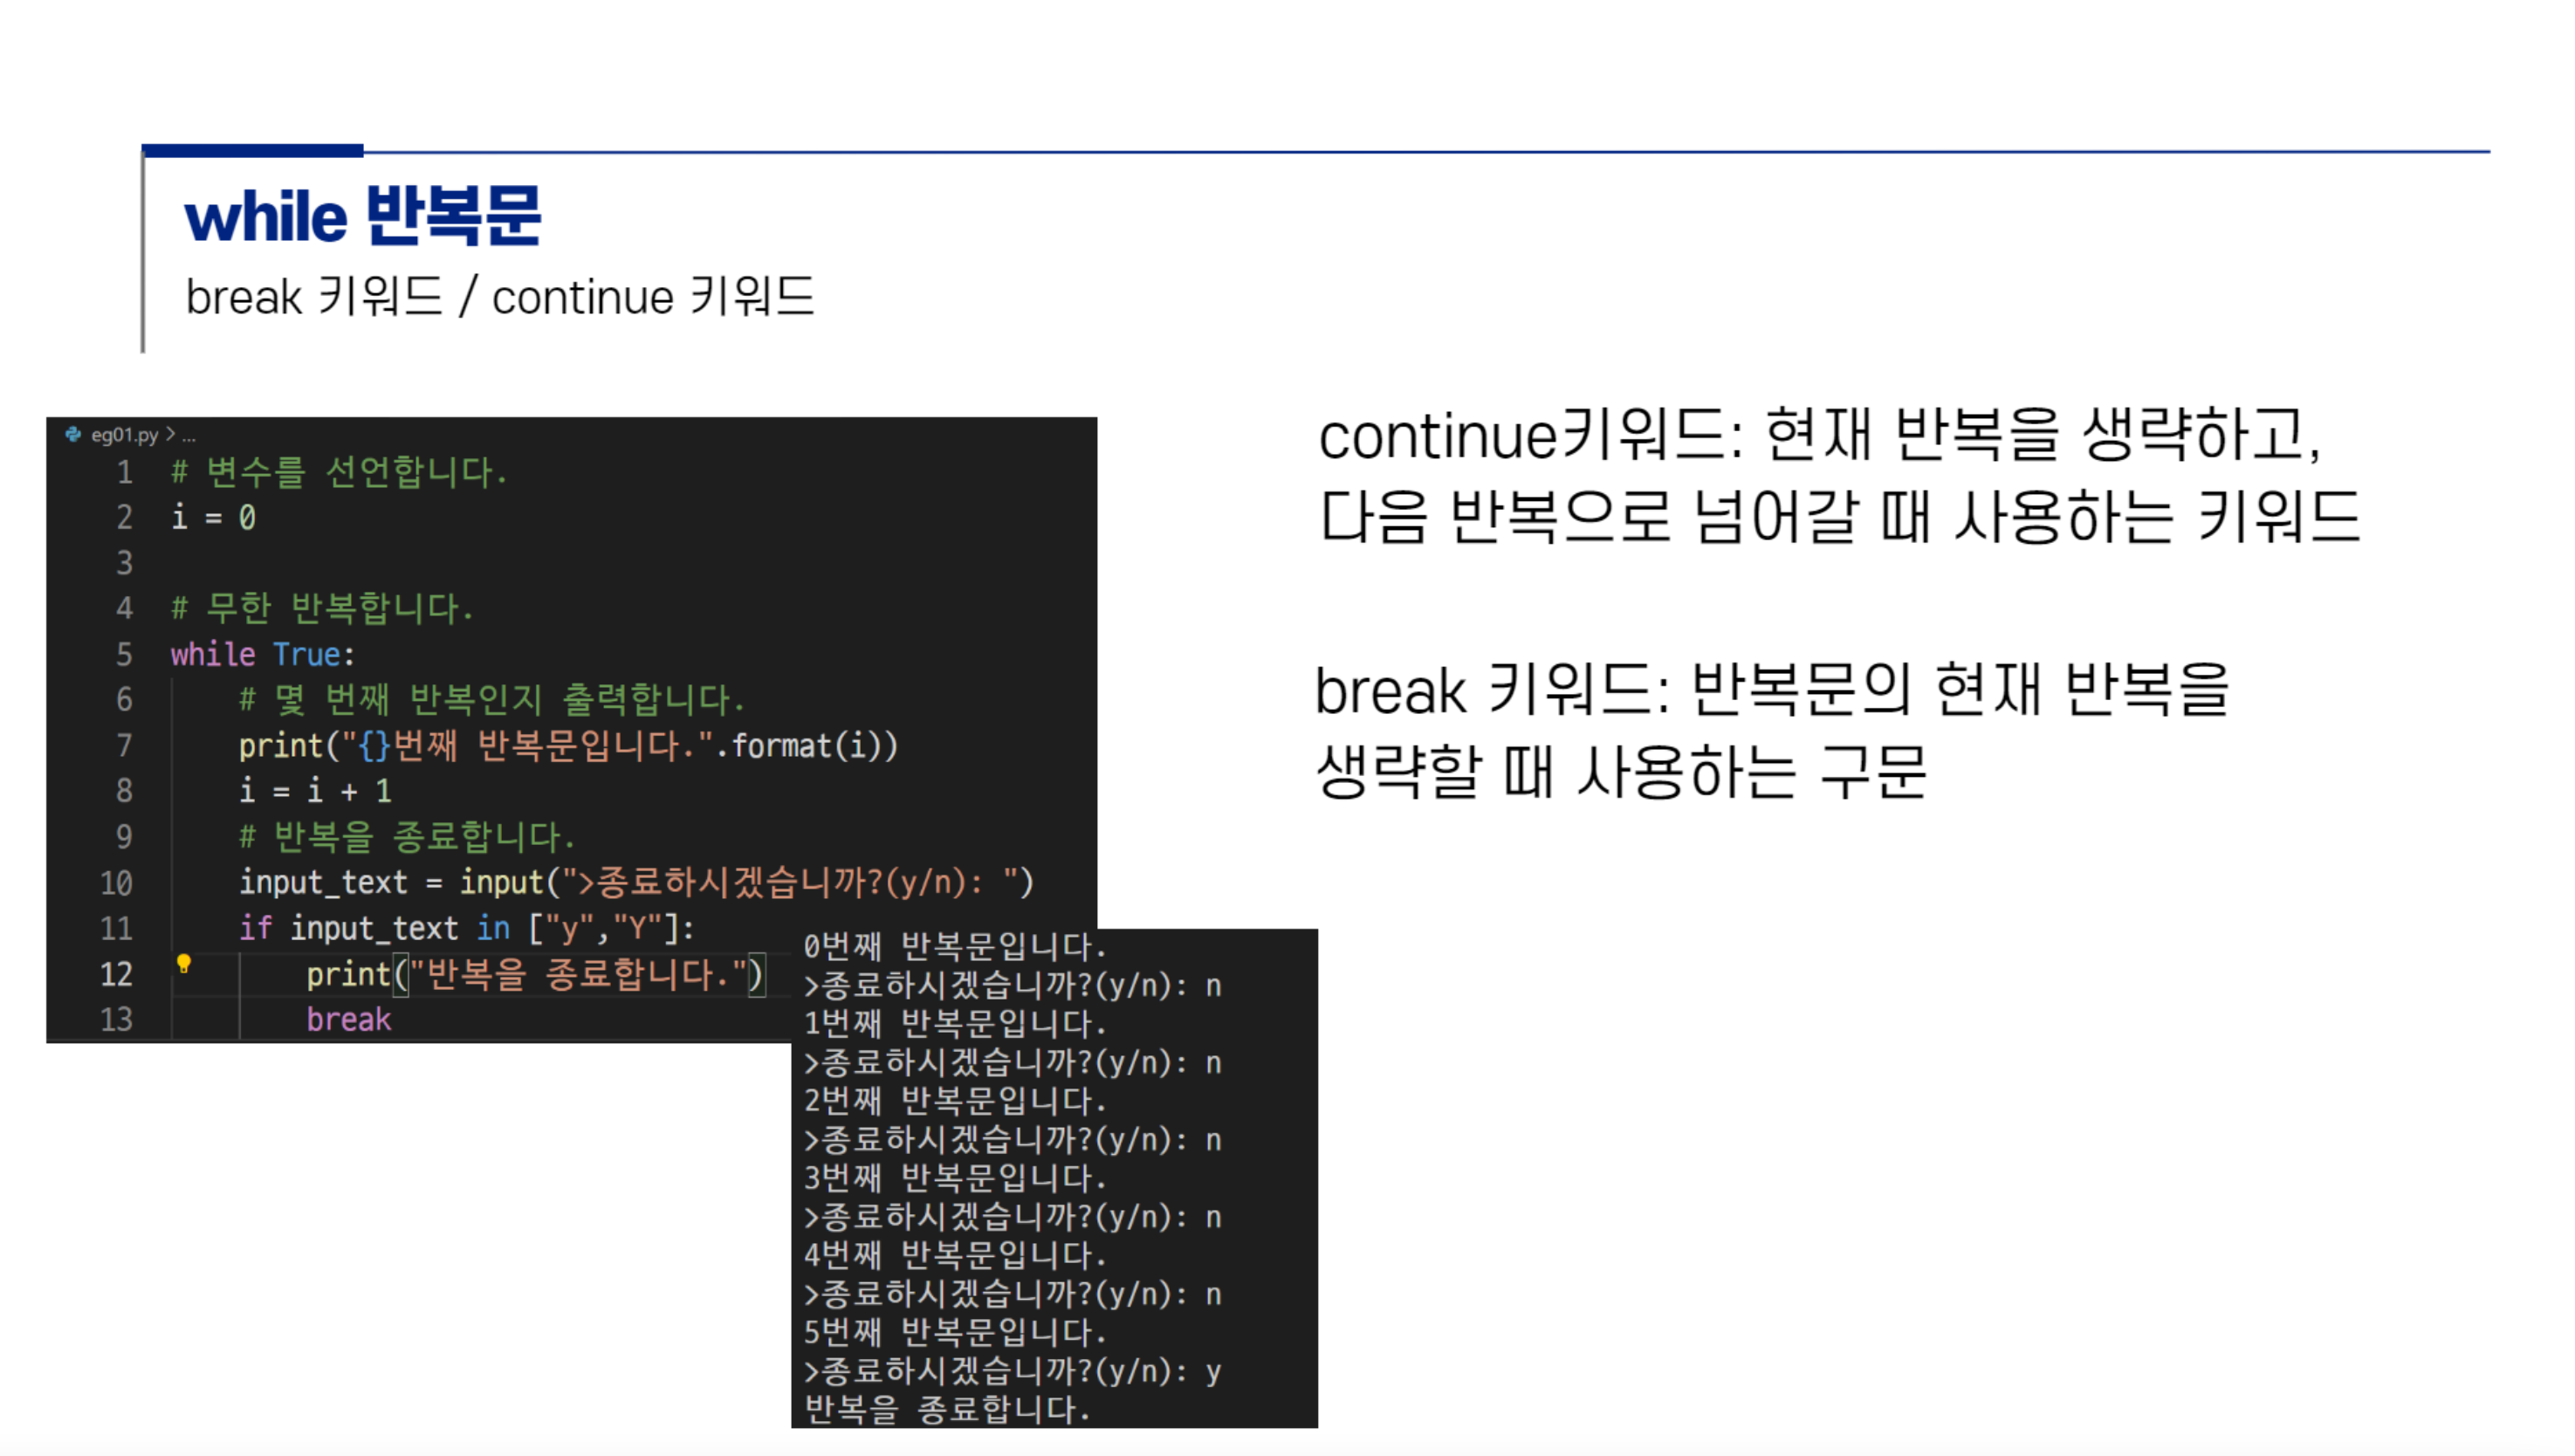 while 반복문
break 키워드 / continue 키워드
eg01.py > ...
1 # 변수를 선언합니다.
2 i = 0
3
4 # 무한 반복합니다.
5 while True:
6 # 몇 번째 반복인지 출력합니다.
7 print("{}번째 반복문입니다.".format(i))
8 i = i + 1
9 # 반복을 종료합니다.
10 input_text = input(">종료하시겠습니까?(y/n): ")
11 if input_text in ["y","Y"]:
12 print("반복을 종료합니다.")
13 break
0번째 반복문입니다.
>종료하시겠습니까?(y/n): n
1번째 반복문입니다.
>종료하시겠습니까?(y/n): n
2번째 반복문입니다.
>종료하시겠습니까?(y/n): n
3번째 반복문입니다.
>종료하시겠습니까?(y/n): n
4번째 반복문입니다.
>종료하시겠습니까?(y/n): n
5번째 반복문입니다.
>종료하시겠습니까?(y/n): y
반복을 종료합니다.
continue키워드: 현재 반복을 생략하고,
다음 반복으로 넘어갈 때 사용하는 키워드
break 키워드: 반복문의 현재 반복을
생략할 때 사용하는 구문